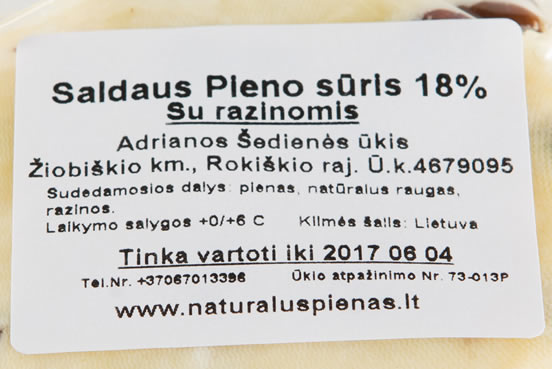 Saldaus Pieno sūris 18%
Su razinomis
Adrianos Šedienės ūkis
Žiobiškio km., Rokiškio raj. Ū.k.4679095
Sudedamosios dalys: pienas, natūralus raugas,
razinos.
Laikymo salygos +0/+6 C Kilmės šalis: Lietuva
Tinka vartoti iki 2017 06 04
Tel.Nr. +37067013396 Ūkio atpažinimo Nr. 73-013P
www.naturaluspienas.lt